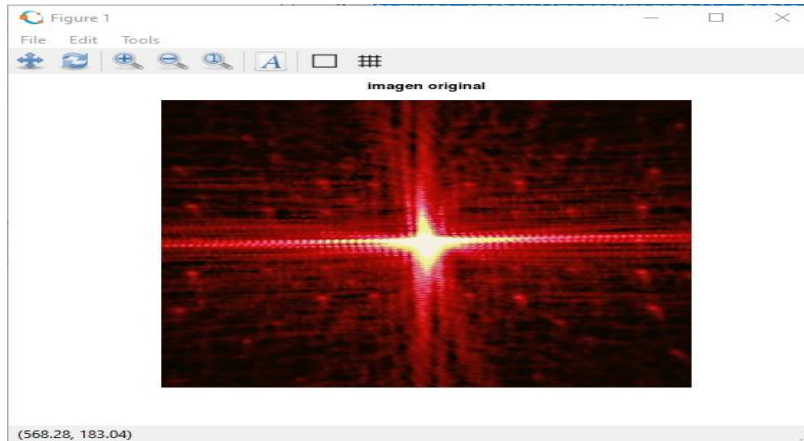 Figure 1
File Edit Tools
A
imagen original
(568.28, 183.04)